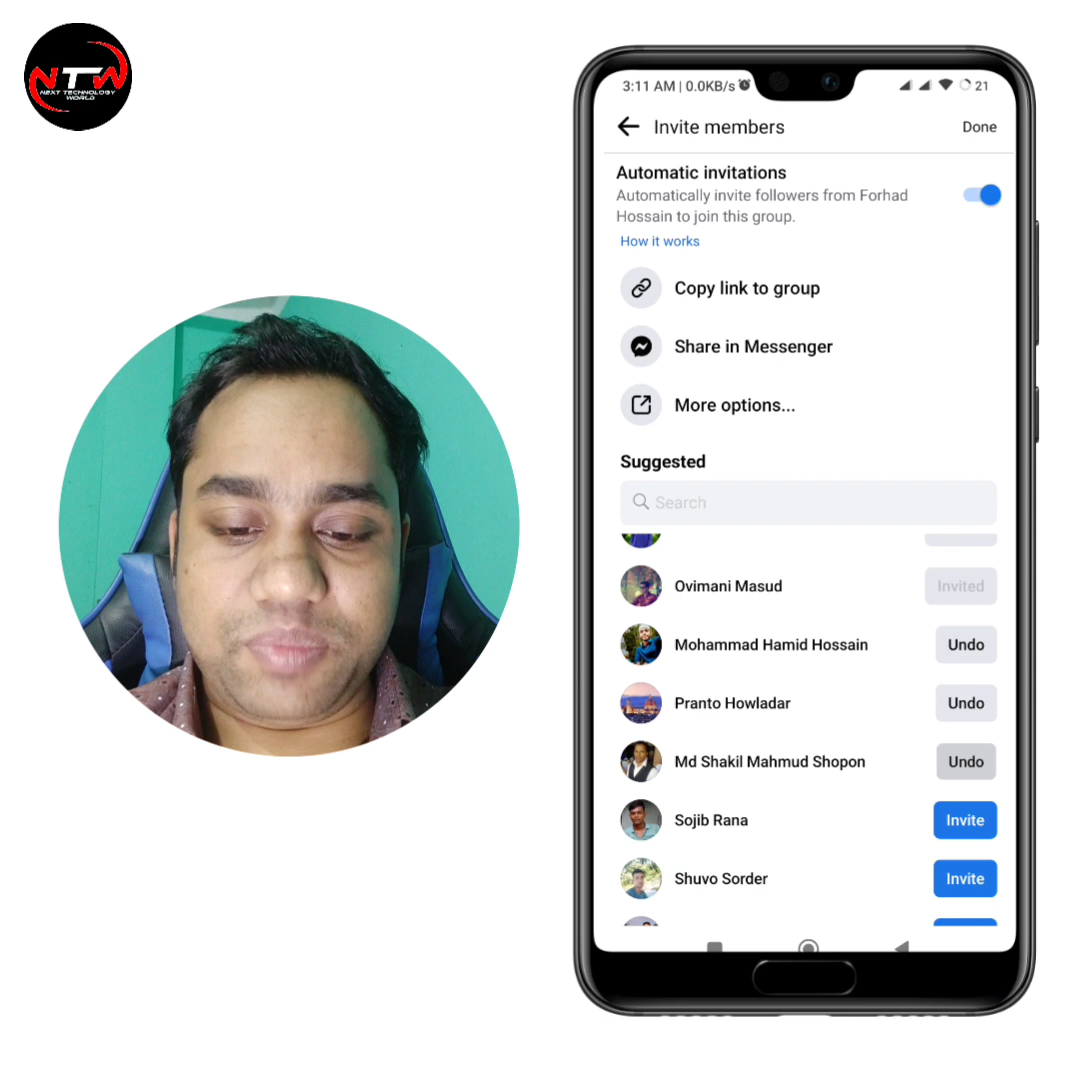 NTW
NEXT TECHNOLOGY
WORLD
3:11 AM | 0.0KB/s
21
Invite members
Done
Automatic invitations
Automatically invite followers from Forhad
Hossain to join this group.
How it works
Copy link to group
Share in Messenger
More options...
Suggested
Search
Ovimani Masud
Invited
Mohammad Hamid Hossain
Undo
Pranto Howladar
Undo
Md Shakil Mahmud Shopon
Undo
Sojib Rana
Invite
Shuvo Sorder
Invite